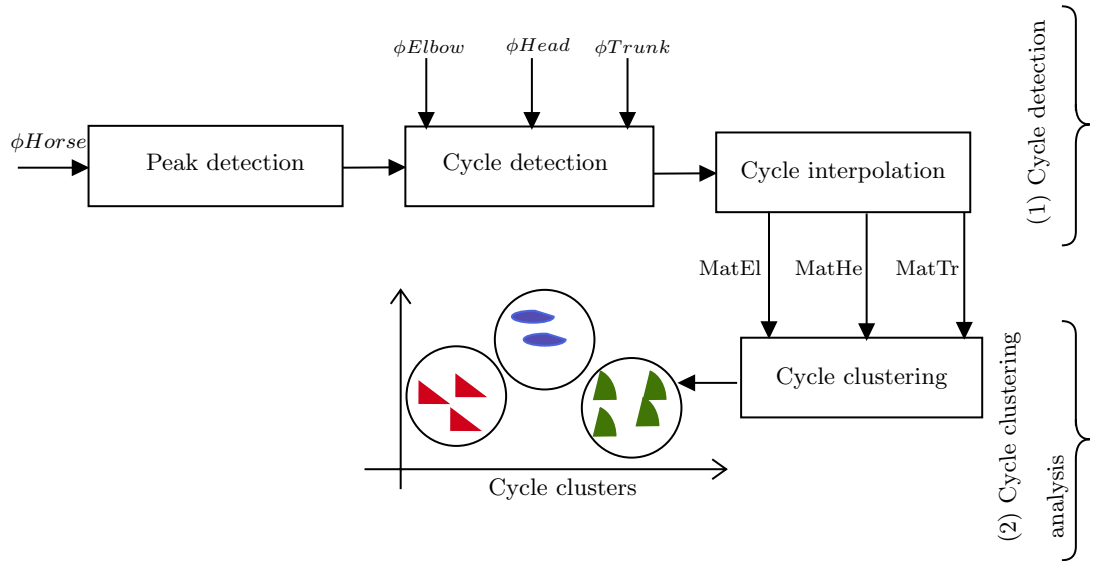 ϕElbow
ϕHead
ϕTrunk
ϕHorse
Peak detection
Cycle detection
Cycle interpolation
(1) Cycle detection
MatEl
MatHe
MatTr
Cycle clustering
Cycle clusters
(2) Cycle clustering
analysis